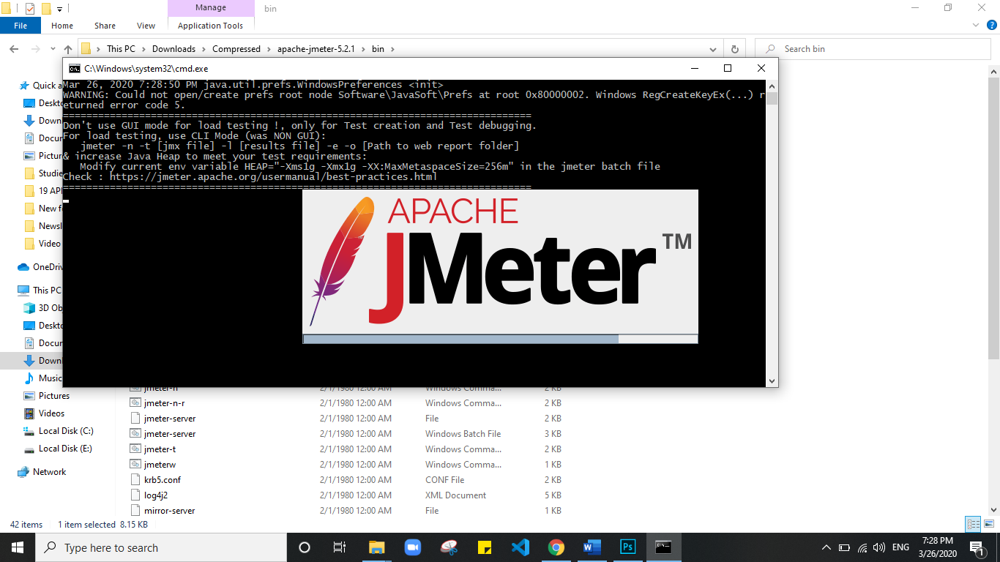 Manage
bin
File
Home
Share
View
Application Tools
This PC
Downloads
Compressed
apache-jmeter-5.2.1
bin
Search bin
C:\Windows\system32\cmd.exe
Mar 26, 2020 7:28:50 PM java.util.prefs.WindowsPreferences <init>
WARNING: Could not open/create prefs root node Software\JavaSoft\Prefs at root 0x80000002. Windows RegCreateKeyEx(...) r
eturned error code 5.
================================================================================
Don't use GUI mode for load testing !, only for Test creation and Test debugging.
For load testing, use CLI Mode (was NON GUI):
jmeter -n -t [jmx file] -l [results file] -e -o [Path to web report folder]
& increase Java Heap to meet your test requirements:
Modify current env variable HEAP="-Xms1g -Xmx1g -XX:MaxMetaspaceSize=256m" in the jmeter batch file
Check : https://jmeter.apache.org/usermanual/best-practices.html
================================================================================
APACHE
JMeter TM
Quick a
Deskto
Down
Docu
Pictur
Studie
19 API
New f
Newsl
Video
OneDriv
This PC
3D Ob
Deskto
Docu
Downl
Music
Pictures
Videos
Local Disk (C:)
Local Disk (E:)
Network
jmeter-n 2/1/1980 12:00 AM Windows Comma... 2 KB
jmeter-n-r 2/1/1980 12:00 AM Windows Comma... 2 KB
jmeter-server 2/1/1980 12:00 AM File 2 KB
jmeter-server 2/1/1980 12:00 AM Windows Batch File 3 KB
jmeter-t 2/1/1980 12:00 AM Windows Comma... 2 KB
jmeterw 2/1/1980 12:00 AM Windows Comma... 1 KB
krb5.conf 2/1/1980 12:00 AM CONF File 2 KB
log4j2 2/1/1980 12:00 AM XML Document 5 KB
mirror-server 2/1/1980 12:00 AM File 1 KB
42 items 1 item selected 8.15 KB
Type here to search
ENG
7:28 PM
3/26/2020
1